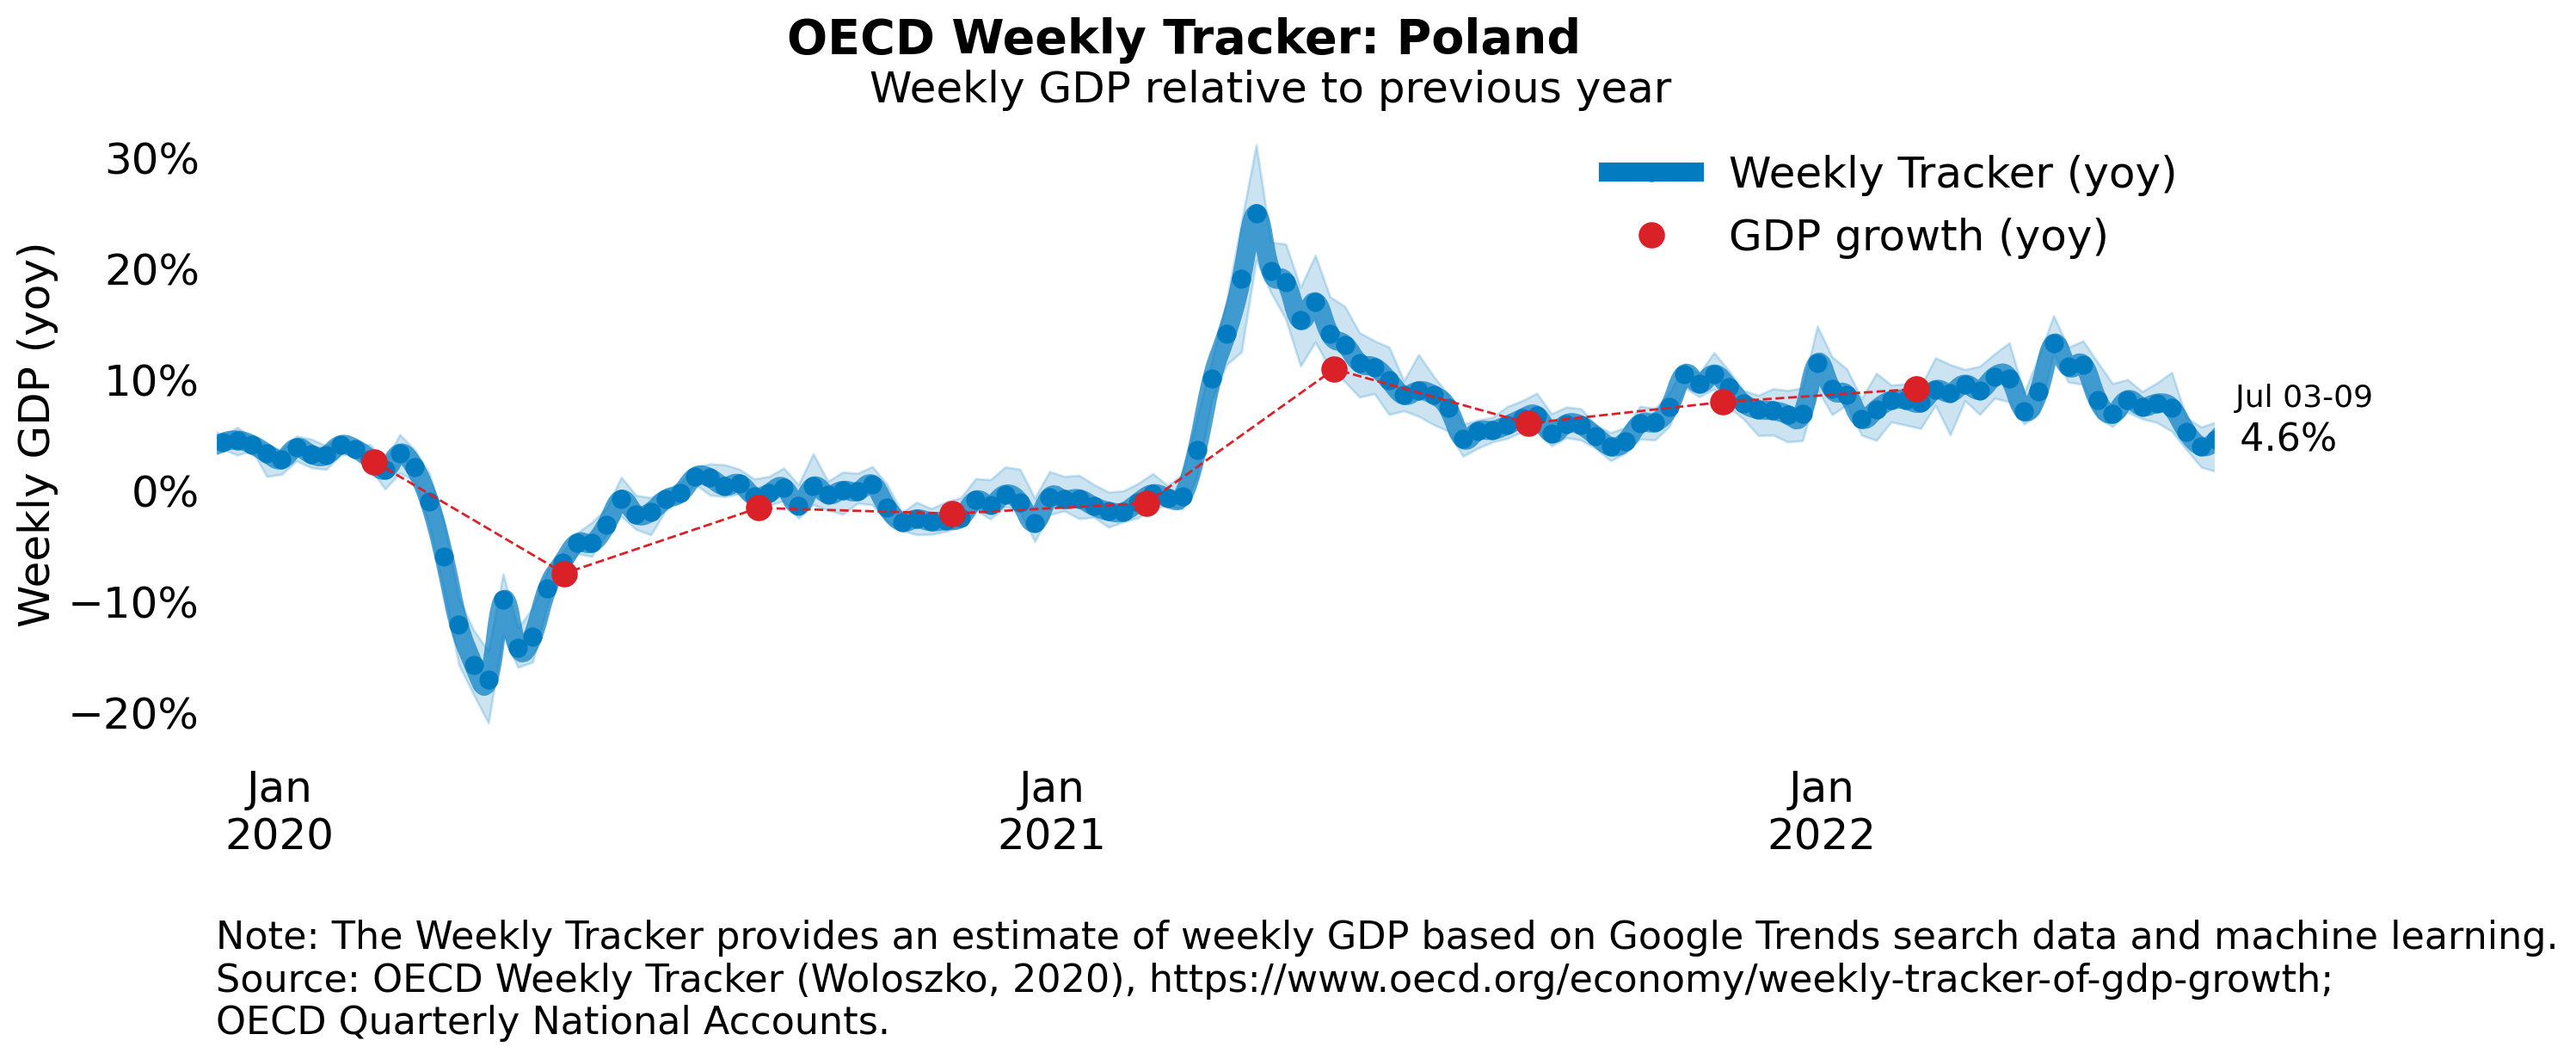 OECD Weekly Tracker: Poland
Weekly GDP relative to previous year
Weekly GDP (yoy)
30%
20%
10%
0%
−10%
−20%
Weekly Tracker (yoy)
GDP growth (yoy)
Jul 03-09
4.6%
Jan
2020
Jan
2021
Jan
2022
Note: The Weekly Tracker provides an estimate of weekly GDP based on Google Trends search data and machine learning.
Source: OECD Weekly Tracker (Woloszko, 2020), https://www.oecd.org/economy/weekly-tracker-of-gdp-growth;
OECD Quarterly National Accounts.